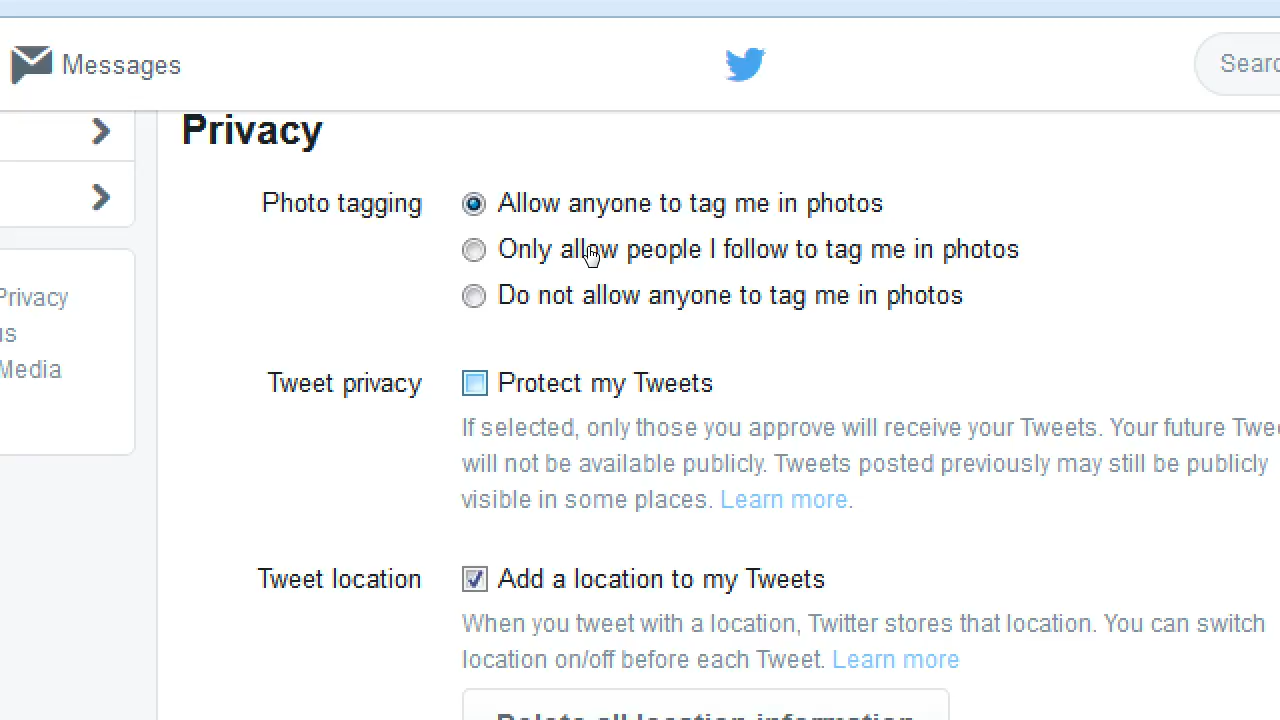 Messages
Privacy
Photo tagging
Allow anyone to tag me in photos
Only allow people I follow to tag me in photos
Do not allow anyone to tag me in photos
Privacy
Media
Tweet privacy
Protect my Tweets
If selected, only those you approve will receive your Tweets. Your future
will not be available publicly. Tweets posted previously may still be publicly
visible in some places. Learn more.
Tweet location
Add a location to my Tweets
When you tweet with a location, Twitter stores that location. You can switch
location on/off before each Tweet. Learn more
Delete all location information